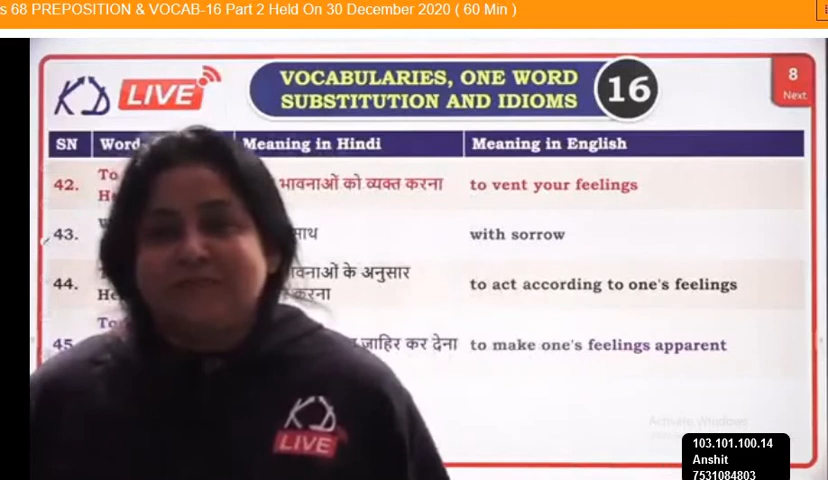 s 68 PREPOSITION & VOCAB-16 Part 2 Held On 30 December 2020 ( 60 Min )
KD LIVE
VOCABULARIES, ONE WORD
SUBSTITUTION AND IDIOMS
16
8
Next
SN Word Meaning in Hindi Meaning in English
42. To भावनाओं को व्यक्त करना to vent your feelings
43. साथ with sorrow
44. के अनुसार to act according to one's feelings
He करना
To
45 ज़ाहिर कर देना to make one's feelings apparent
KD
LIVE
Activate Windows
103.101.100.14
Anshit
7531084803